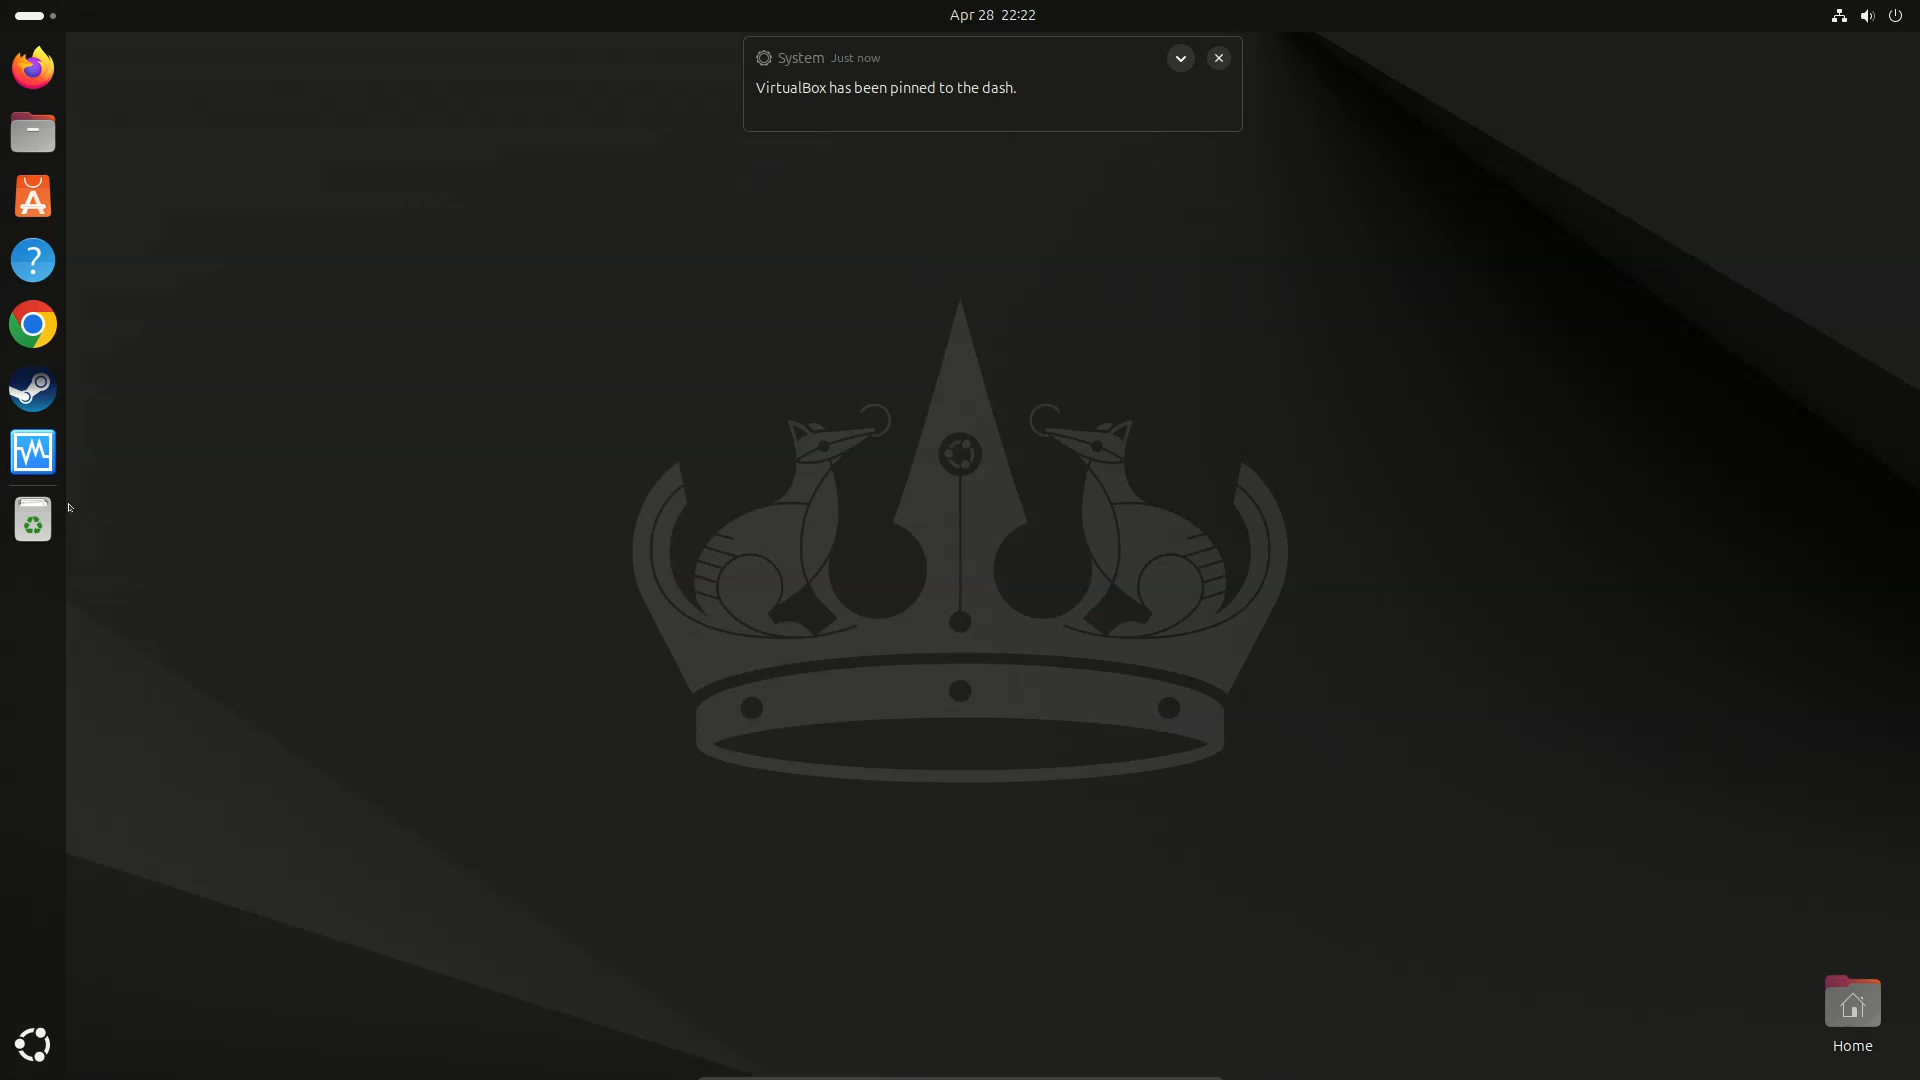 Apr 28 22:22
System Just now
VirtualBox has been pinned to the dash.
Home